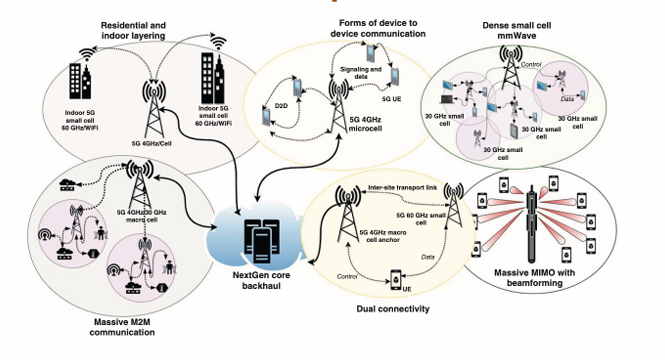 Residential and
indoor layering
Indoor 5G
small cell
60 GHz/WiFi
Indoor 5G
small cell
60 GHz/WiFi
5G 4GHz/Cell
Forms of device to
device communication
Signaling and
data
D2D
5G UE
5G 4GHz
microcell
Dense small cell
mmWave
Control
Data
30 GHz small
cell
30 GHz small
cell
30 GHz small
cell
30 GHz small
cell
5G 4GHz/30 GHz
macro cell
Massive M2M
communication
NextGen core
backhaul
Inter-site transport link
5G 60 GHz small
cell
5G 4GHz macro
cell anchor
Control
Data
UE
Dual connectivity
Massive MIMO with
beamforming